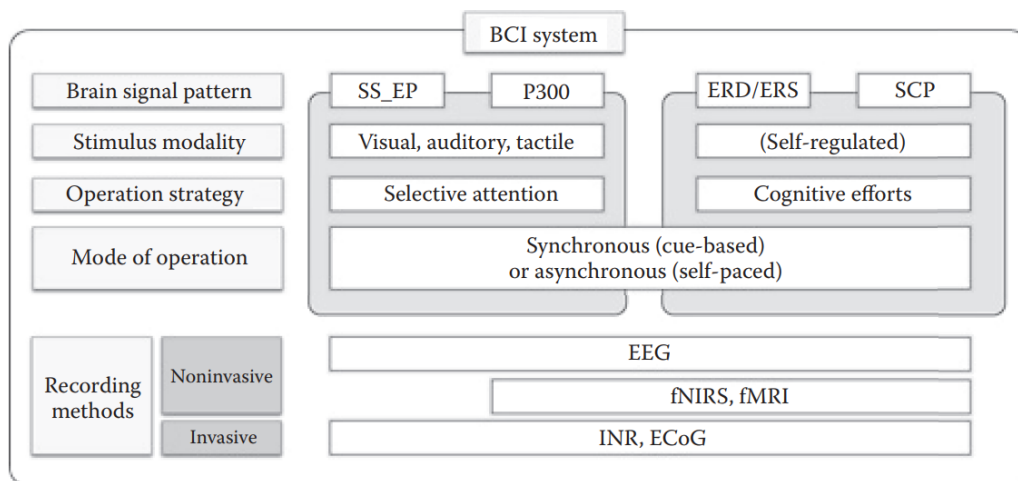 BCI system
Brain signal pattern
SS_EP
P300
ERD/ERS
SCP
Stimulus modality
Visual, auditory, tactile
(Self-regulated)
Operation strategy
Selective attention
Cognitive efforts
Mode of operation
Synchronous (cue-based)
or asynchronous (self-paced)
Recording
methods
Noninvasive
EEG
fNIRS, fMRI
Invasive
INR, ECoG